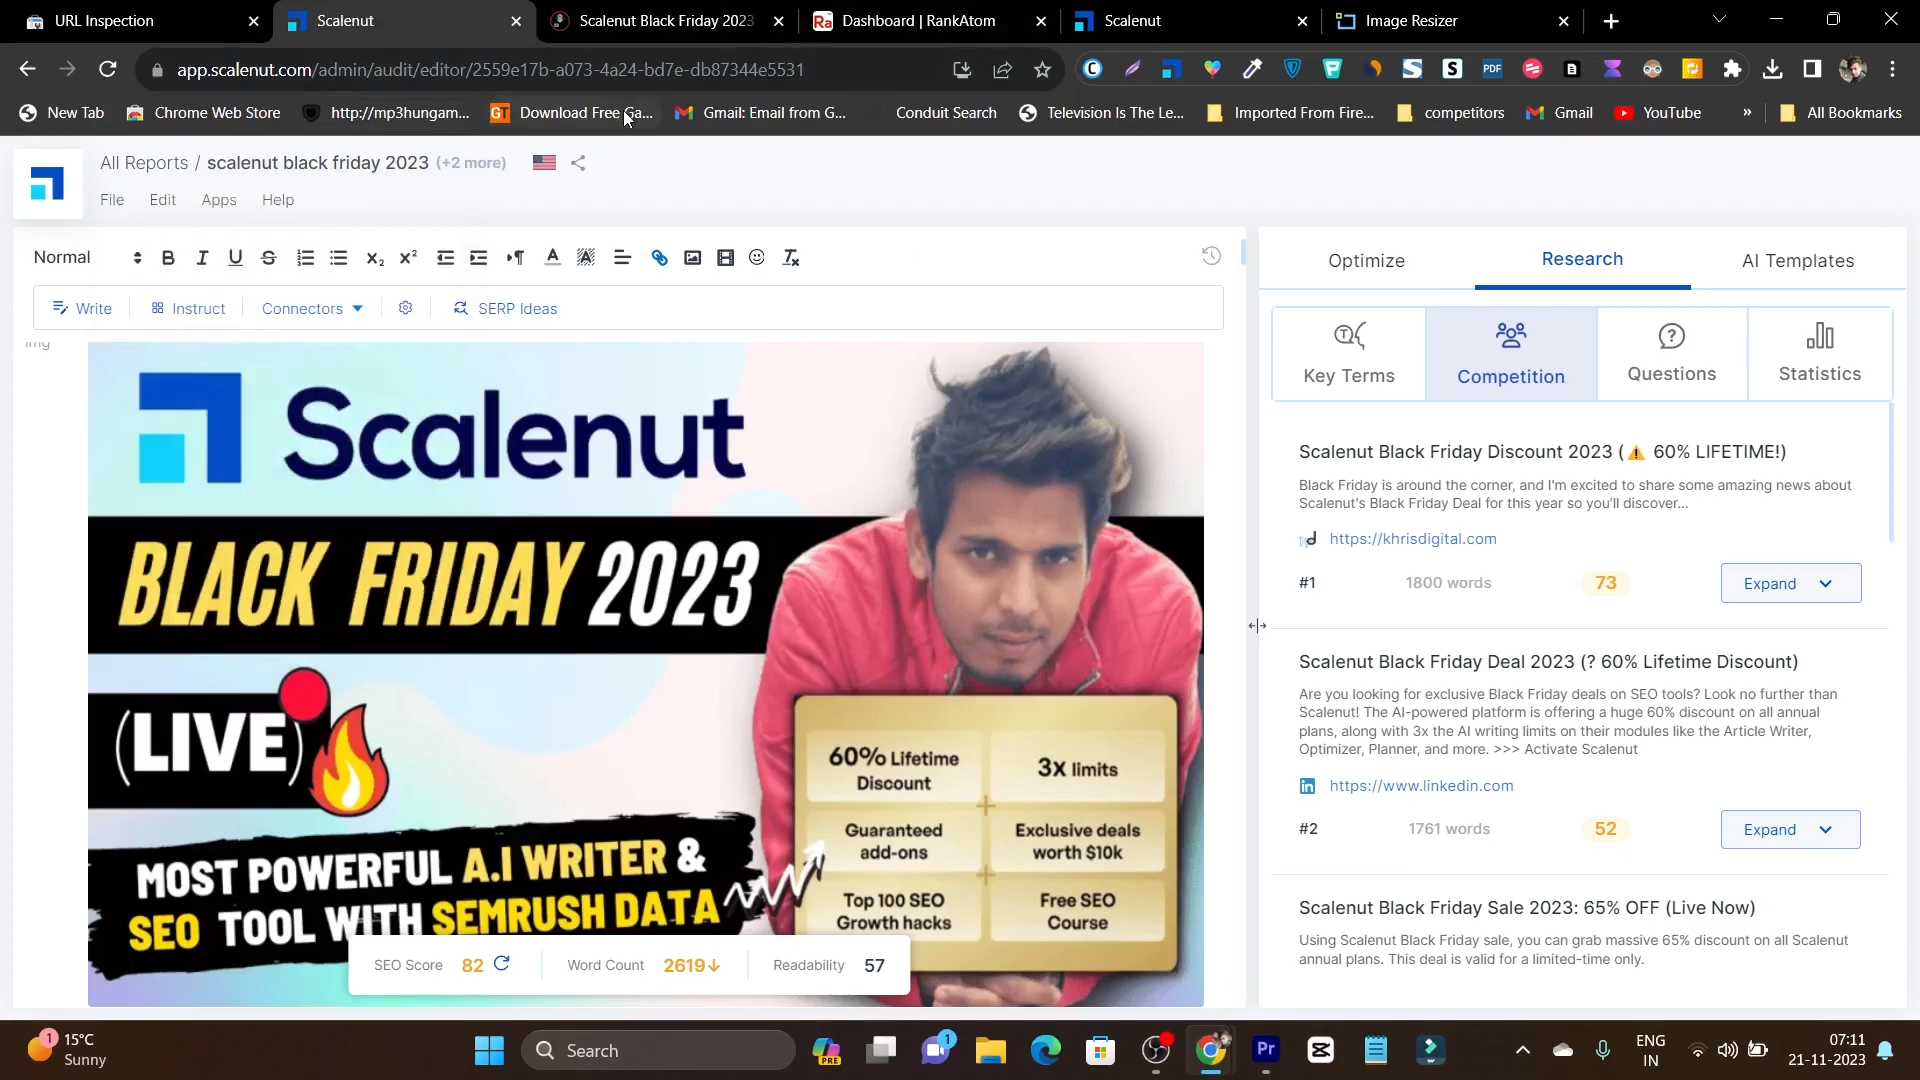 URL Inspection
Scalenut
Scalenut Black Friday 2023
Dashboard | RankAtom
Scalenut
Image Resizer
app.scalenut.com/admin/audit/editor/2559e17b-a073-4a24-bd7e-db87344e5531
New Tab
Chrome Web Store
http://mp3hungam...
GT
Download Free Ga...
Gmail: Email from G...
Conduit Search
Television Is The Le...
Imported From Fire...
competitors
Gmail
YouTube
»
All Bookmarks
All Reports / scalenut black friday 2023 (+2 more)
File Edit Apps Help
Normal
Write
Instruct
Connectors
SERP Ideas
img
Scalenut
BLACK FRIDAY 2023
(LIVE)
MOST POWERFUL A.I WRITER &
SEO TOOL WITH SEMRUSH DATA
60% Lifetime
Discount
3x limits
Guaranteed
add-ons
Exclusive deals
worth $10k
Top 100 SEO
Growth hacks
Free SEO
Course
SEO Score 82
Word Count 2619↓
Readability 57
Optimize
Research
AI Templates
Key Terms
Competition
Questions
Statistics
Scalenut Black Friday Discount 2023 (⚠ 60% LIFETIME!)
Black Friday is around the corner, and I'm excited to share some amazing news about
Scalenut's Black Friday Deal for this year so you'll discover...
https://khrisdigital.com
#1 1800 words 73 Expand
Scalenut Black Friday Deal 2023 (? 60% Lifetime Discount)
Are you looking for exclusive Black Friday deals on SEO tools? Look no further than
Scalenut! The AI-powered platform is offering a huge 60% discount on all annual
plans, along with 3x the AI writing limits on their modules like the Article Writer,
Optimizer, Planner, and more. >>> Activate Scalenut
https://www.linkedin.com
#2 1761 words 52 Expand
Scalenut Black Friday Sale 2023: 65% OFF (Live Now)
Using Scalenut Black Friday sale, you can grab massive 65% discount on all Scalenut
annual plans. This deal is valid for a limited-time only.
1
15°C
Sunny
Search
PRE
1
Pr
ENG
IN
07:11
21-11-2023